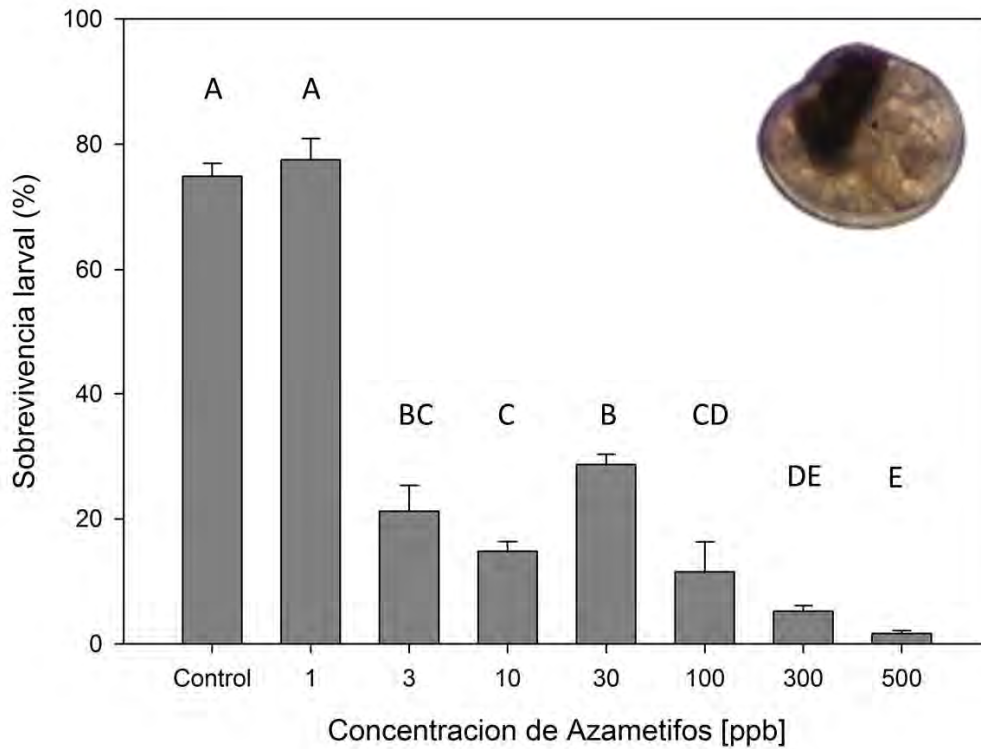 100
80
60
40
20
0
Sobrevivencia larval (%)
A A BC C B CD DE E
Control 1 3 10 30 100 300 500
Concentracion de Azametifos [ppb]